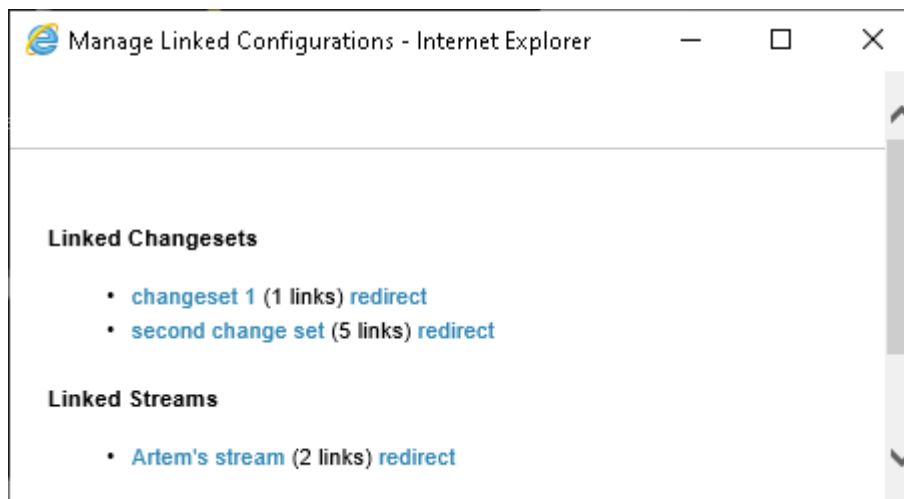 Manage Linked Configurations - Internet Explorer
Linked Changesets
• changeset 1 (1 links) redirect
• second change set (5 links) redirect
Linked Streams
• Artem's stream (2 links) redirect